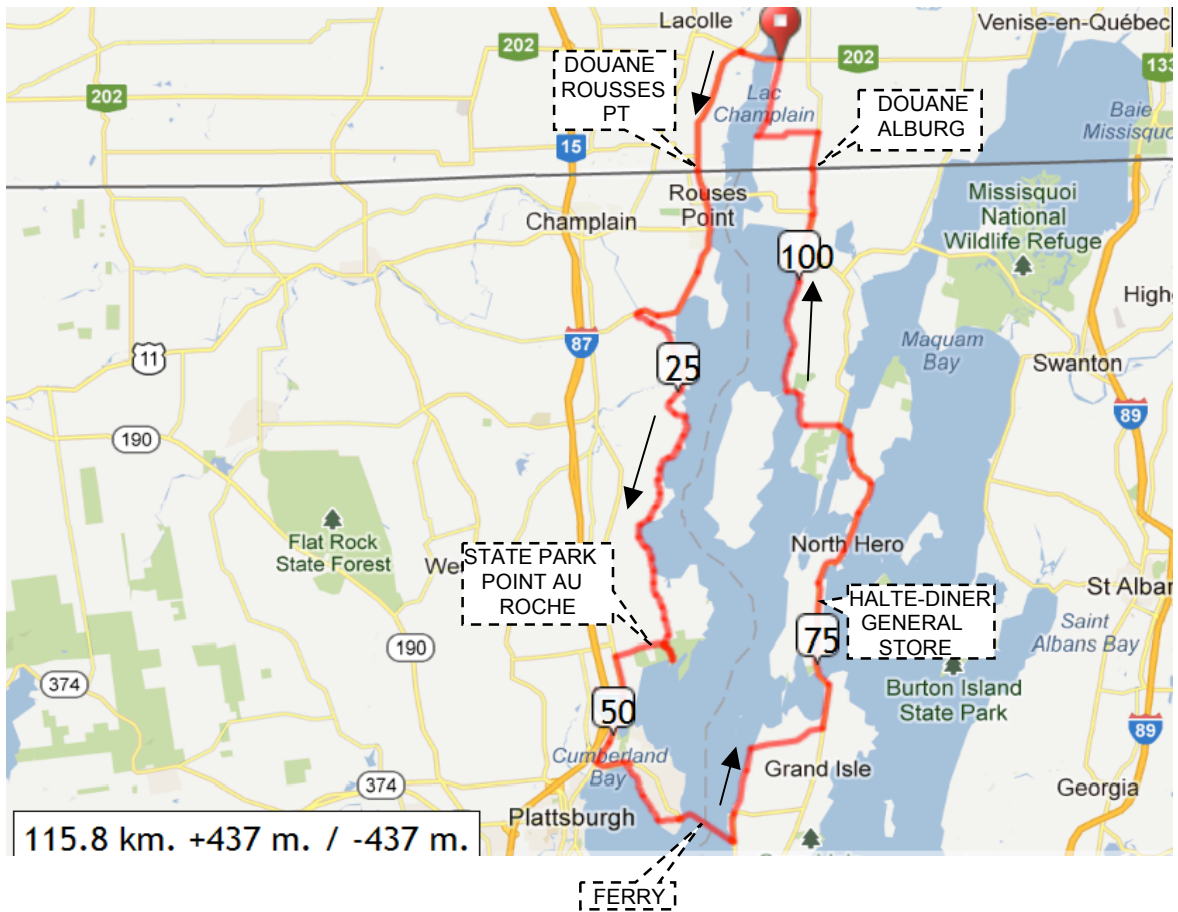 Lacolle
Venise-en-Québec
202
202
202
133
DOUANE
ROUSSES
PT
Lac
Champlain
DOUANE
ALBURG
Baie
Missisquo
15
Rouses
Point
Champlain
Missisquoi
National
Wildlife Refuge
100
High
11
87
25
Maquam
Bay
Swanton
190
89
Flat Rock
State Forest
We
STATE PARK
POINT AU
ROCHE
North Hero
HALTE-DINER
GENERAL
STORE
St Alban
Saint
Albans Bay
190
75
374
Burton Island
State Park
50
89
Cumberland
Bay
Grand Isle
374
Georgia
Plattsburgh
115.8 km. +437 m. / -437 m.
FERRY